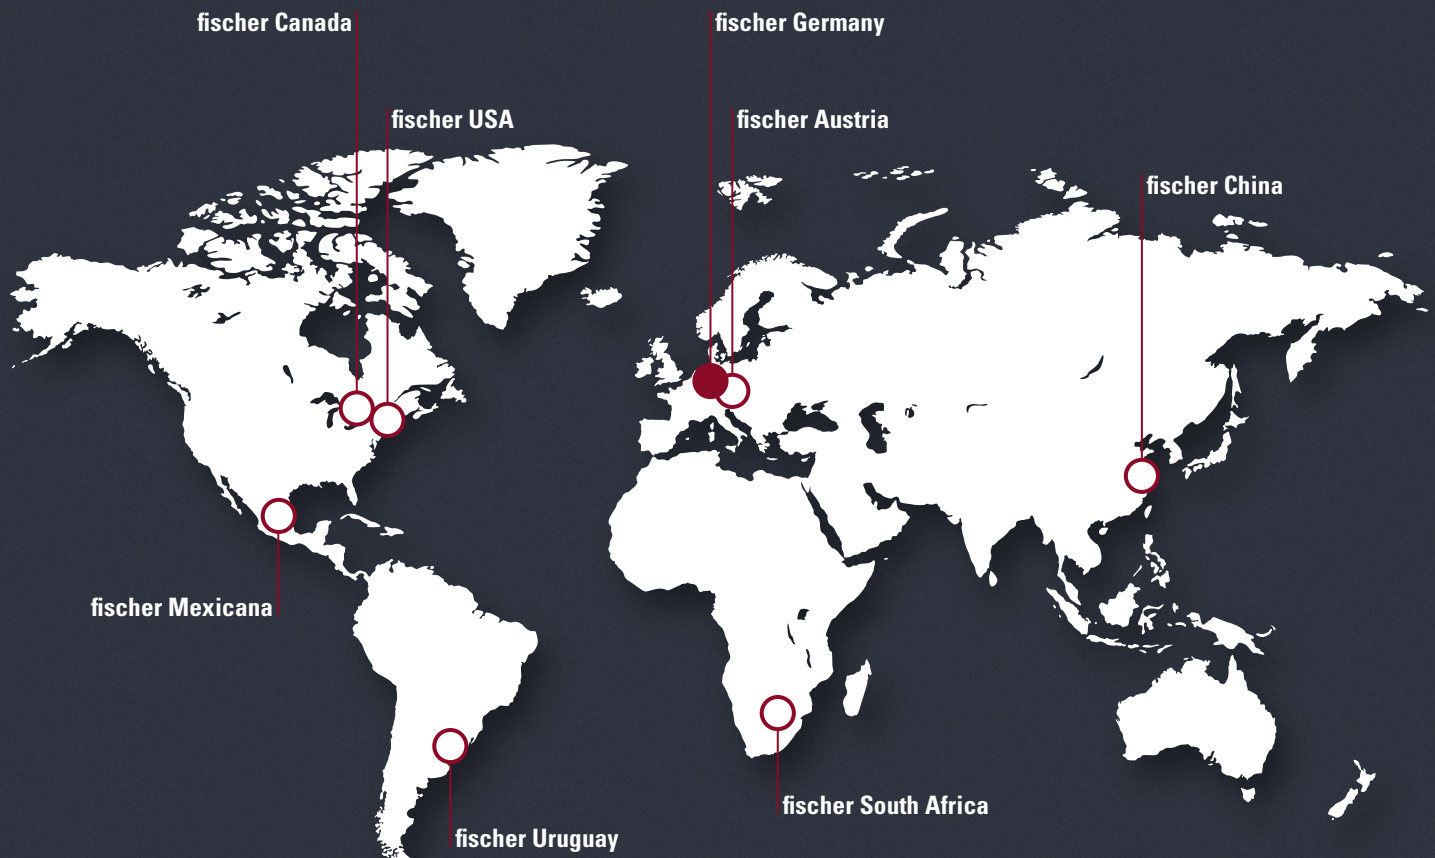 fischer Canada
fischer Germany
fischer USA
fischer Austria
fischer China
fischer Mexicana
fischer South Africa
fischer Uruguay